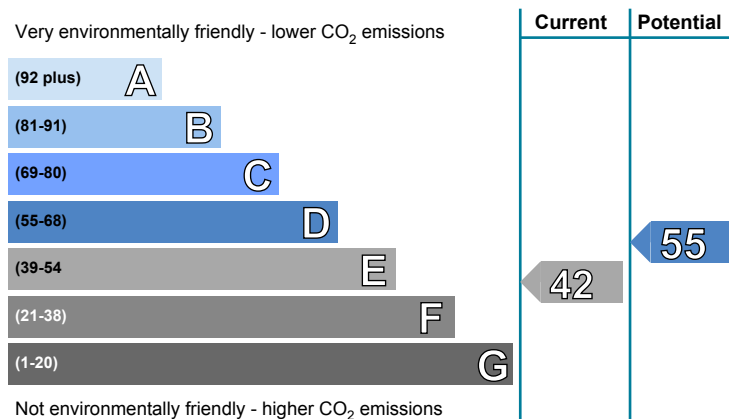 Current Potential
Very environmentally friendly - lower CO₂ emissions
(92 plus) A
(81-91) B
(69-80) C
(55-68) D
55
(39-54 E
42
(21-38) F
(1-20) G
Not environmentally friendly - higher CO₂ emissions